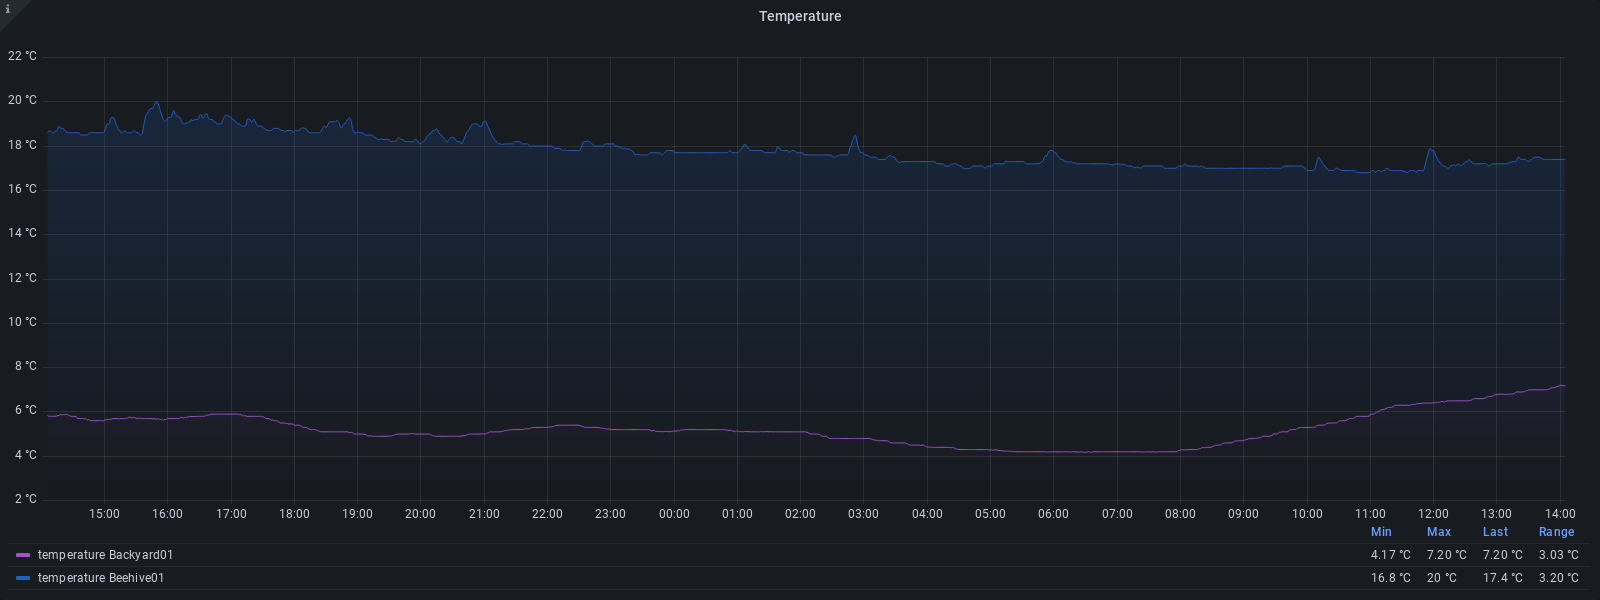 i
Temperature
22 °C
20 °C
18 °C
16 °C
14 °C
12 °C
10 °C
8 °C
6 °C
4 °C
2 °C
15:00 16:00 17:00 18:00 19:00 20:00 21:00 22:00 23:00 00:00 01:00 02:00 03:00 04:00 05:00 06:00 07:00 08:00 09:00 10:00 11:00 12:00 13:00 14:00
Min Max Last Range
temperature Backyard01 4.17 °C 7.20 °C 7.20 °C 3.03 °C
temperature Beehive01 16.8 °C 20 °C 17.4 °C 3.20 °C